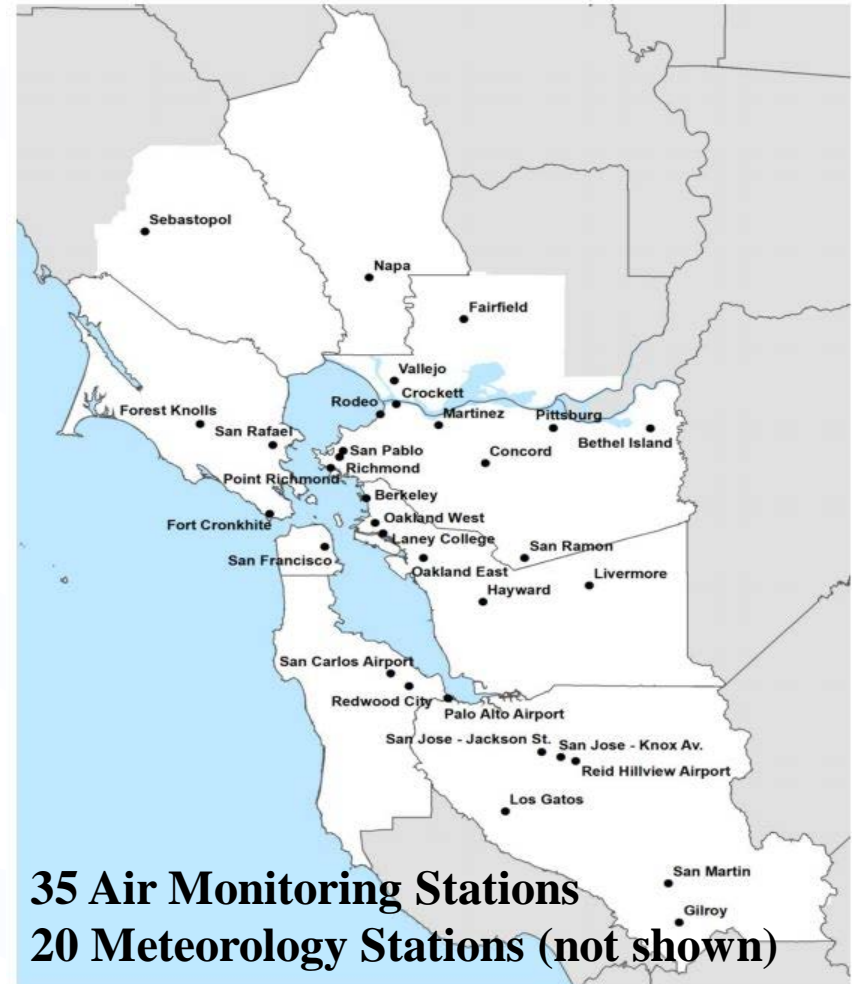 Sebastopol
Napa
Fairfield
Vallejo
Crockett
Rodeo
Martinez
Pittsburg
Bethel Island
Forest Knolls
San Rafael
San Pablo
Concord
Richmond
Point Richmond
Berkeley
Fort Cronkhite
Oakland West
Laney College
San Francisco
San Ramon
Oakland East
Livermore
Hayward
San Carlos Airport
Redwood City
Palo Alto Airport
San Jose - Jackson St.
San Jose - Knox Av.
Reid Hillview Airport
Los Gatos
San Martin
Gilroy
35 Air Monitoring Stations
20 Meteorology Stations (not shown)